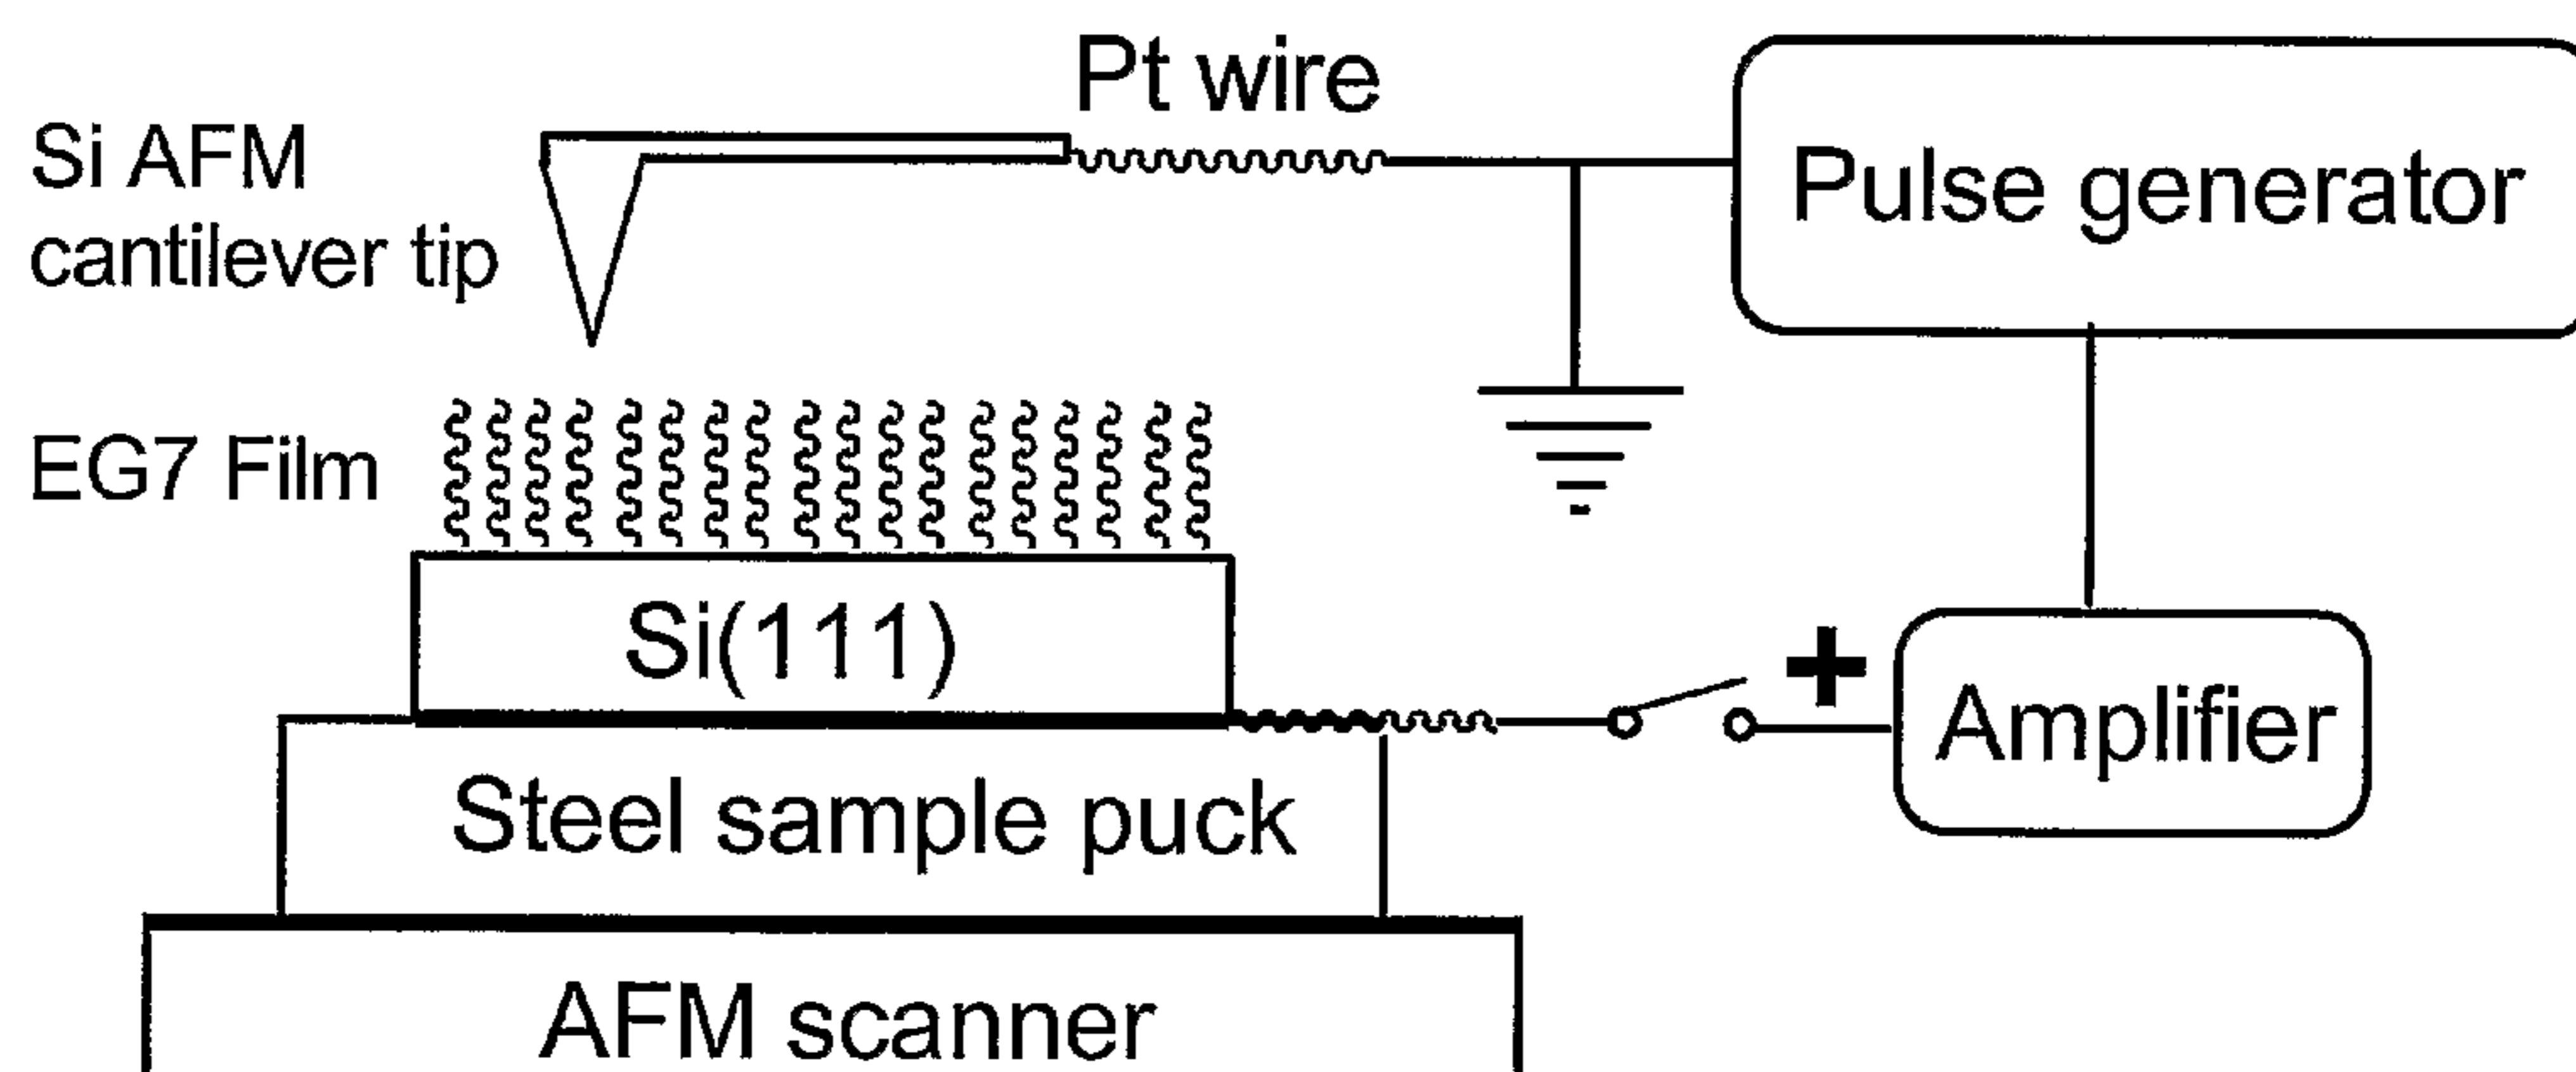 Pt wire
Si AFM
cantilever tip
Pulse generator
EG7 Film
Si(111)
+
Amplifier
Steel sample puck
AFM scanner